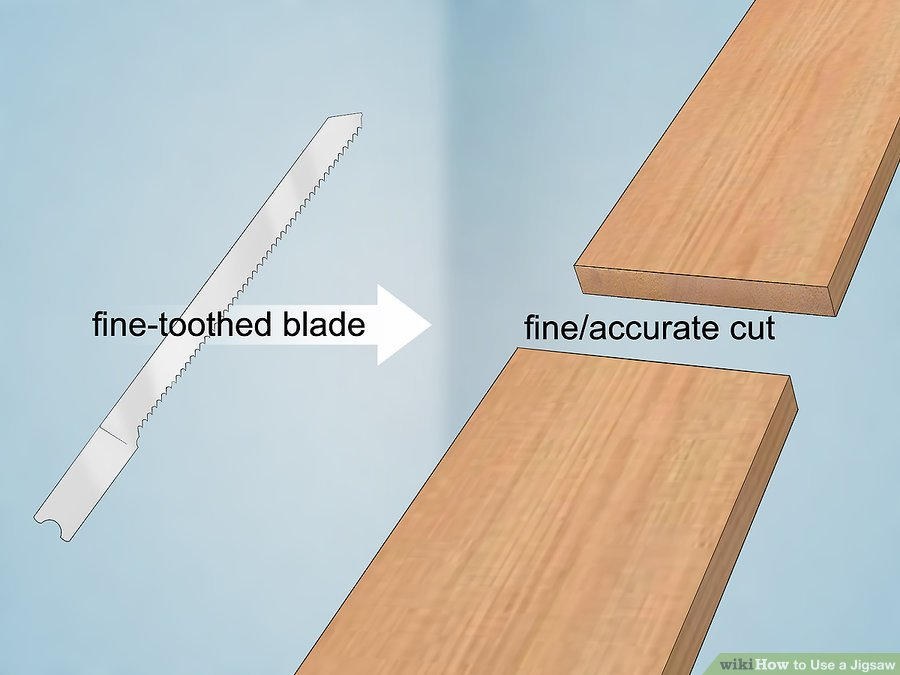 fine-toothed blade
fine/accurate cut
wikiHow to Use a Jigsaw